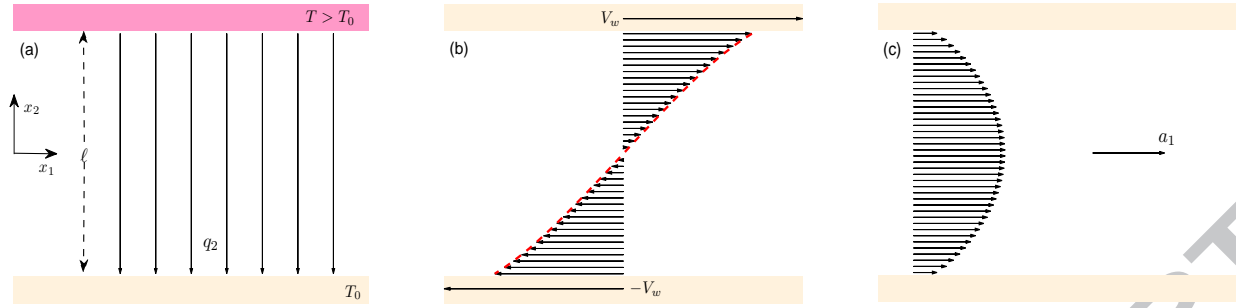 T > T₀
(a)
x₂
x₁
ℓ
q₂
T₀
V_w
(b)
−V_w
(c)
a₁